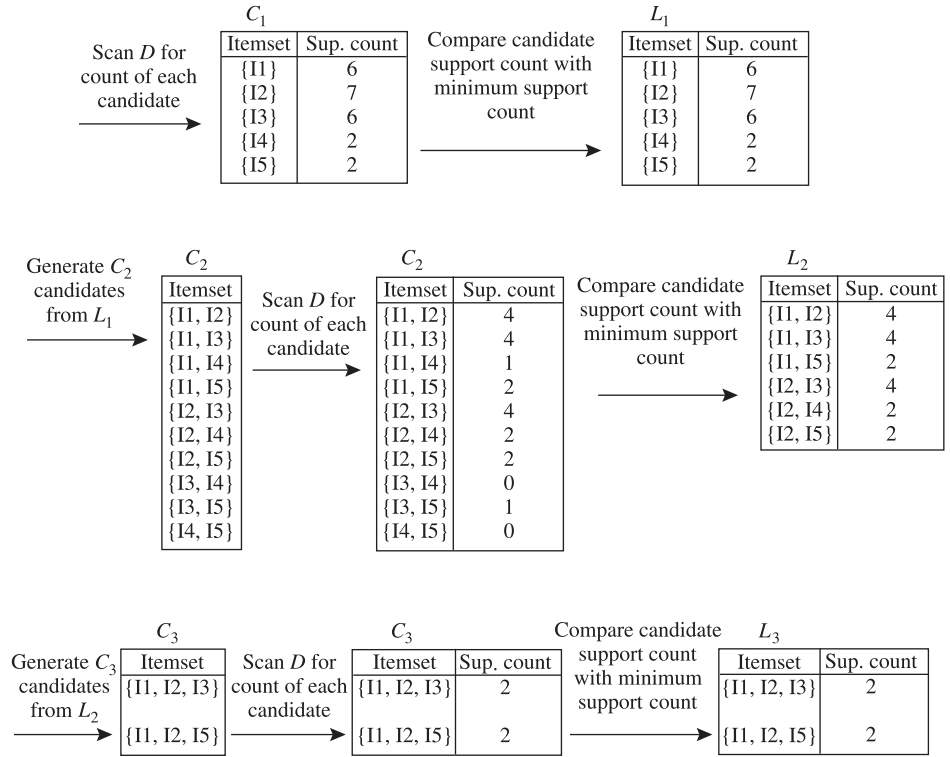 C1
L1
Scan D for
count of each
candidate
Itemset Sup. count
{I1} 6
{I2} 7
{I3} 6
{I4} 2
{I5} 2
Compare candidate
support count with
minimum support
count
Itemset Sup. count
{I1} 6
{I2} 7
{I3} 6
{I4} 2
{I5} 2
Generate C2
candidates
from L1
C2
Itemset
{I1, I2}
{I1, I3}
{I1, I4}
{I1, I5}
{I2, I3}
{I2, I4}
{I2, I5}
{I3, I4}
{I3, I5}
{I4, I5}
Scan D for
count of each
candidate
C2
Itemset Sup. count
{I1, I2} 4
{I1, I3} 4
{I1, I4} 1
{I1, I5} 2
{I2, I3} 4
{I2, I4} 2
{I2, I5} 2
{I3, I4} 0
{I3, I5} 1
{I4, I5} 0
Compare candidate
support count with
minimum support
count
L2
Itemset Sup. count
{I1, I2} 4
{I1, I3} 4
{I1, I5} 2
{I2, I3} 4
{I2, I4} 2
{I2, I5} 2
Generate C3
candidates
from L2
C3
Itemset
{I1, I2, I3}
{I1, I2, I5}
Scan D for
count of each
candidate
C3
Itemset Sup. count
{I1, I2, I3} 2
{I1, I2, I5} 2
Compare candidate
support count
with minimum
support count
L3
Itemset Sup. count
{I1, I2, I3} 2
{I1, I2, I5} 2